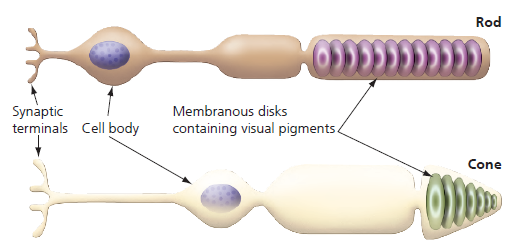 Rod
Synaptic
terminals
Cell body
Membranous disks
containing visual pigments
Cone